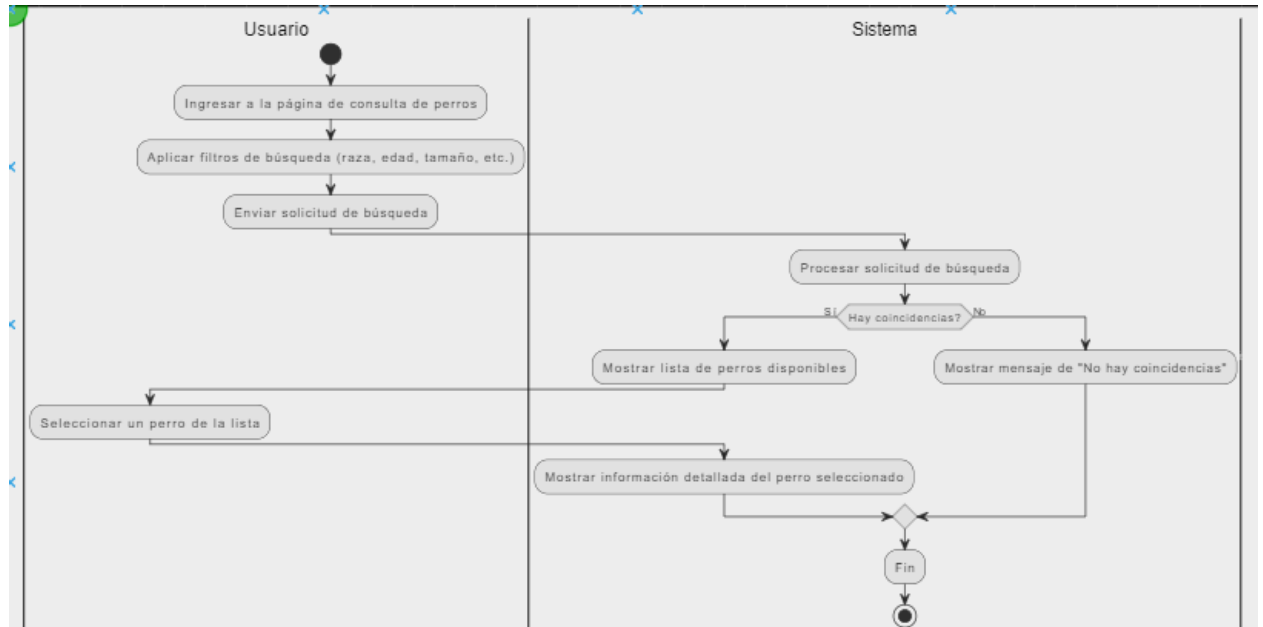 Usuario
Sistema
Ingresar a la página de consulta de perros
Aplicar filtros de búsqueda (raza, edad, tamaño, etc.)
Enviar solicitud de búsqueda
Procesar solicitud de búsqueda
Sí
Hay coincidencias?
No
Mostrar lista de perros disponibles
Mostrar mensaje de "No hay coincidencias"
Seleccionar un perro de la lista
Mostrar información detallada del perro seleccionado
Fin